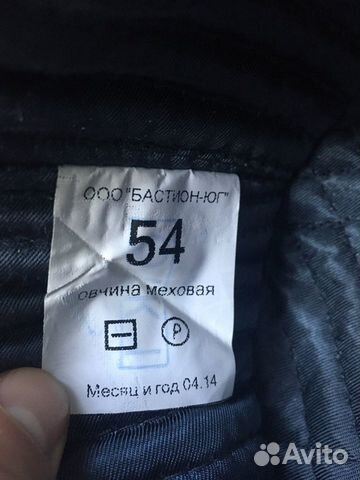 ООО "БАСТИОН-ЮГ"
54
овчина меховая
P
Месяц и год 04.14
Avito